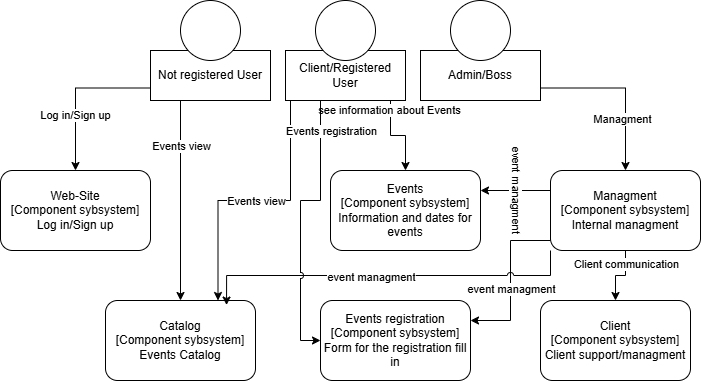 Not registered User
Client/Registered
User
Admin/Boss
see information about Events
Log in/Sign up
Events registration
Managment
Events view
event managment
Web-Site
[Component sybsystem]
Log in/Sign up
Events
[Component sybsystem]
Information and dates for
events
Managment
[Component sybsystem]
Internal managment
Events view
Client communication
event managment
event managment
Catalog
[Component sybsystem]
Events Catalog
Events registration
[Component sybsystem]
Form for the registration fill
in
Client
[Component sybsystem]
Client support/managment